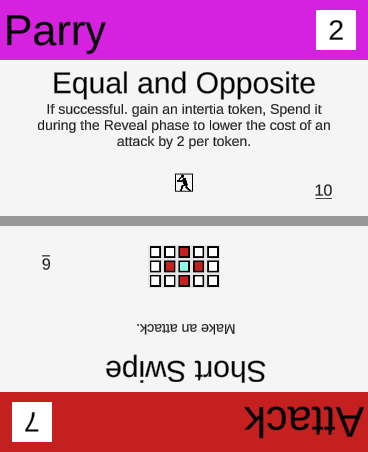 Parry 2
Equal and Opposite
If successful. gain an intertia token, Spend it
during the Reveal phase to lower the cost of an
attack by 2 per token.
10
Attack 7
Short Swipe
Make an attack.
6